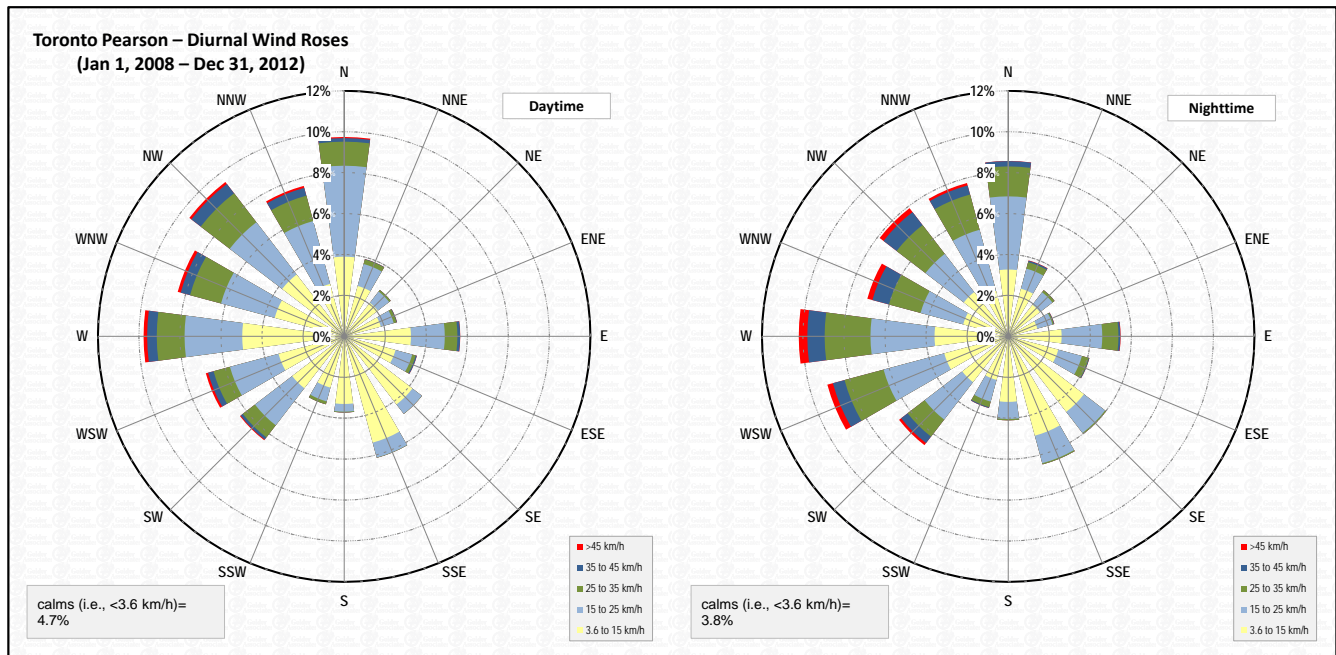 Toronto Pearson – Diurnal Wind Roses
(Jan 1, 2008 – Dec 31, 2012)
Daytime
N
NNE
NE
ENE
E
ESE
SE
SSE
S
SSW
SW
WSW
W
WNW
NW
NNW
12%
10%
8%
6%
4%
2%
0%
calms (i.e., <3.6 km/h)=
4.7%
>45 km/h
35 to 45 km/h
25 to 35 km/h
15 to 25 km/h
3.6 to 15 km/h
Nighttime
N
NNE
NE
ENE
E
ESE
SE
SSE
S
SSW
SW
WSW
W
WNW
NW
NNW
12%
10%
8%
6%
4%
2%
0%
calms (i.e., <3.6 km/h)=
3.8%
>45 km/h
35 to 45 km/h
25 to 35 km/h
15 to 25 km/h
3.6 to 15 km/h